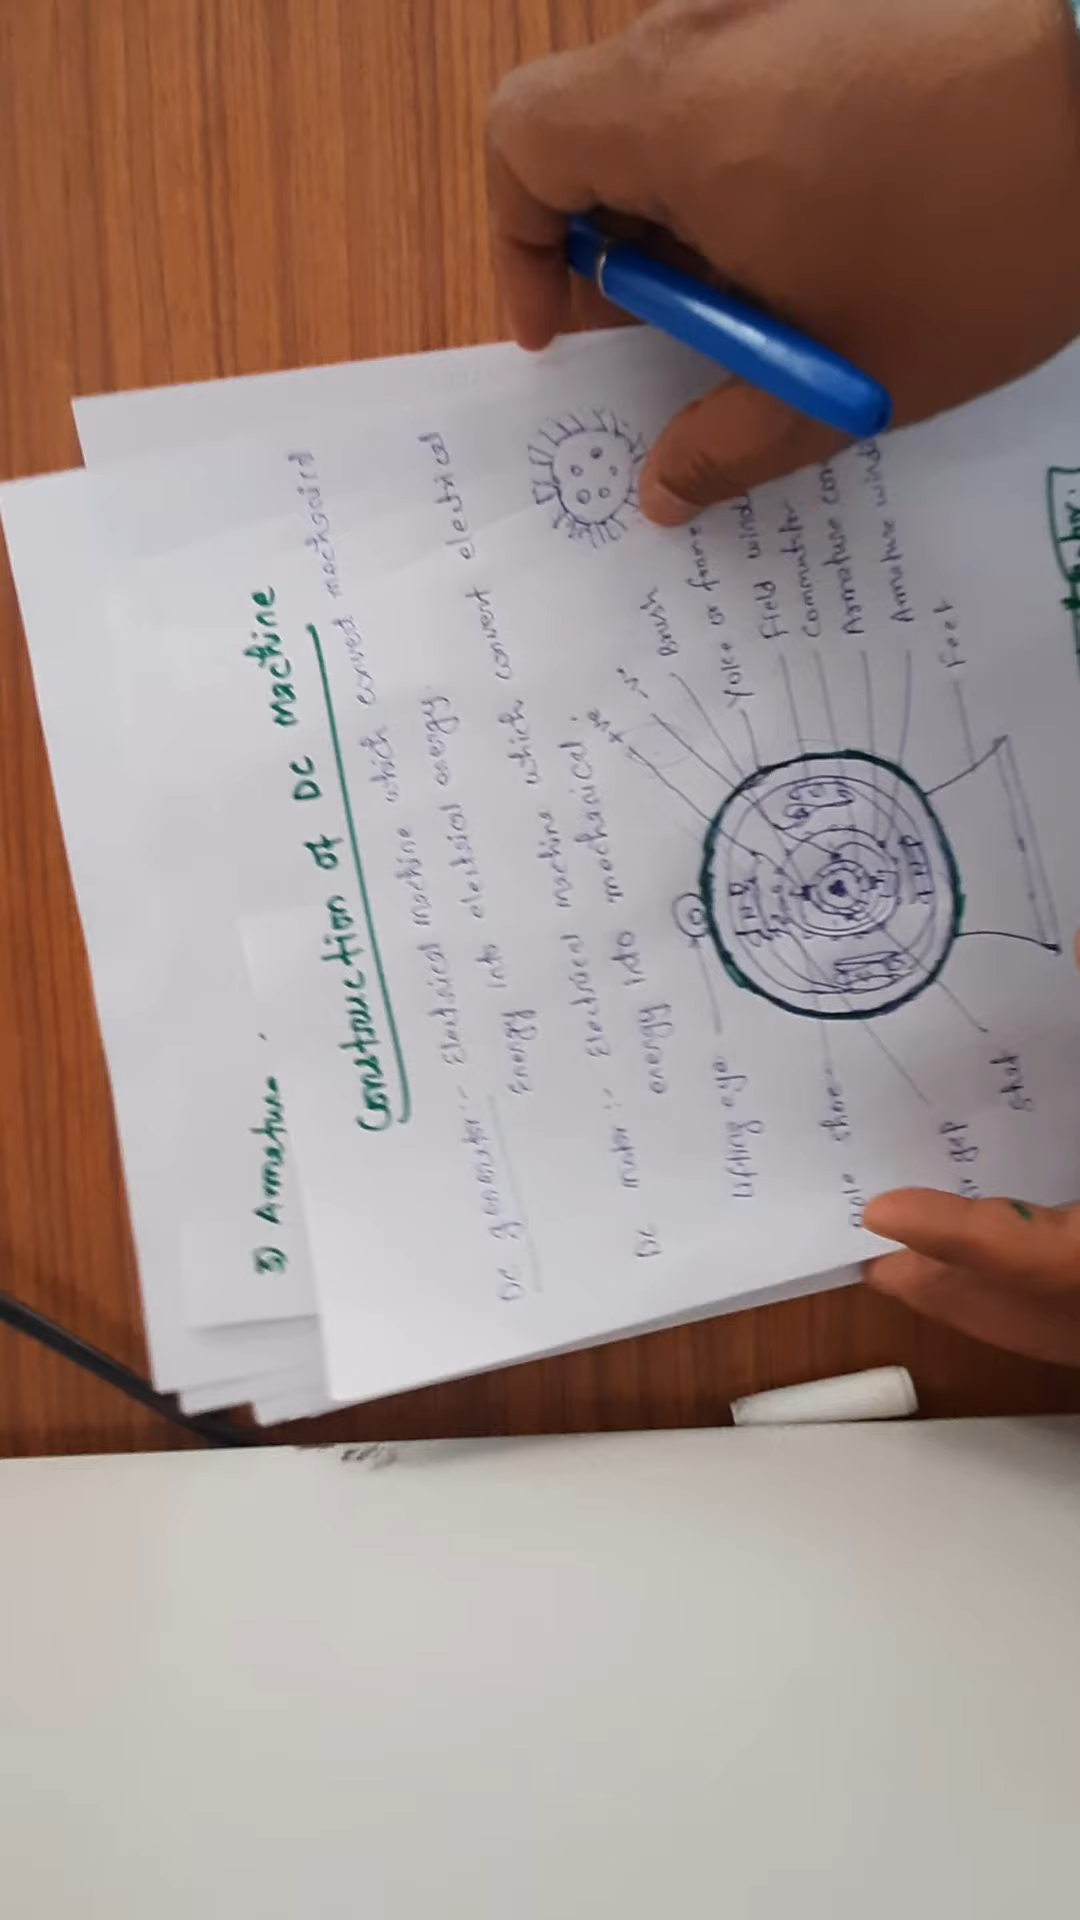 3) Armature
Construction of DC machine
DC generator:- Electrical machine which conved mechanical
Energy into electrical energy.
DC motor:- Electrical machine which convert electrical
energy into mechanical.
Brush
Yoke or frame
Field wind
Commutator
Armature
Armature wind
Feet
Lifting eye
pole shoe
gap
Shaft